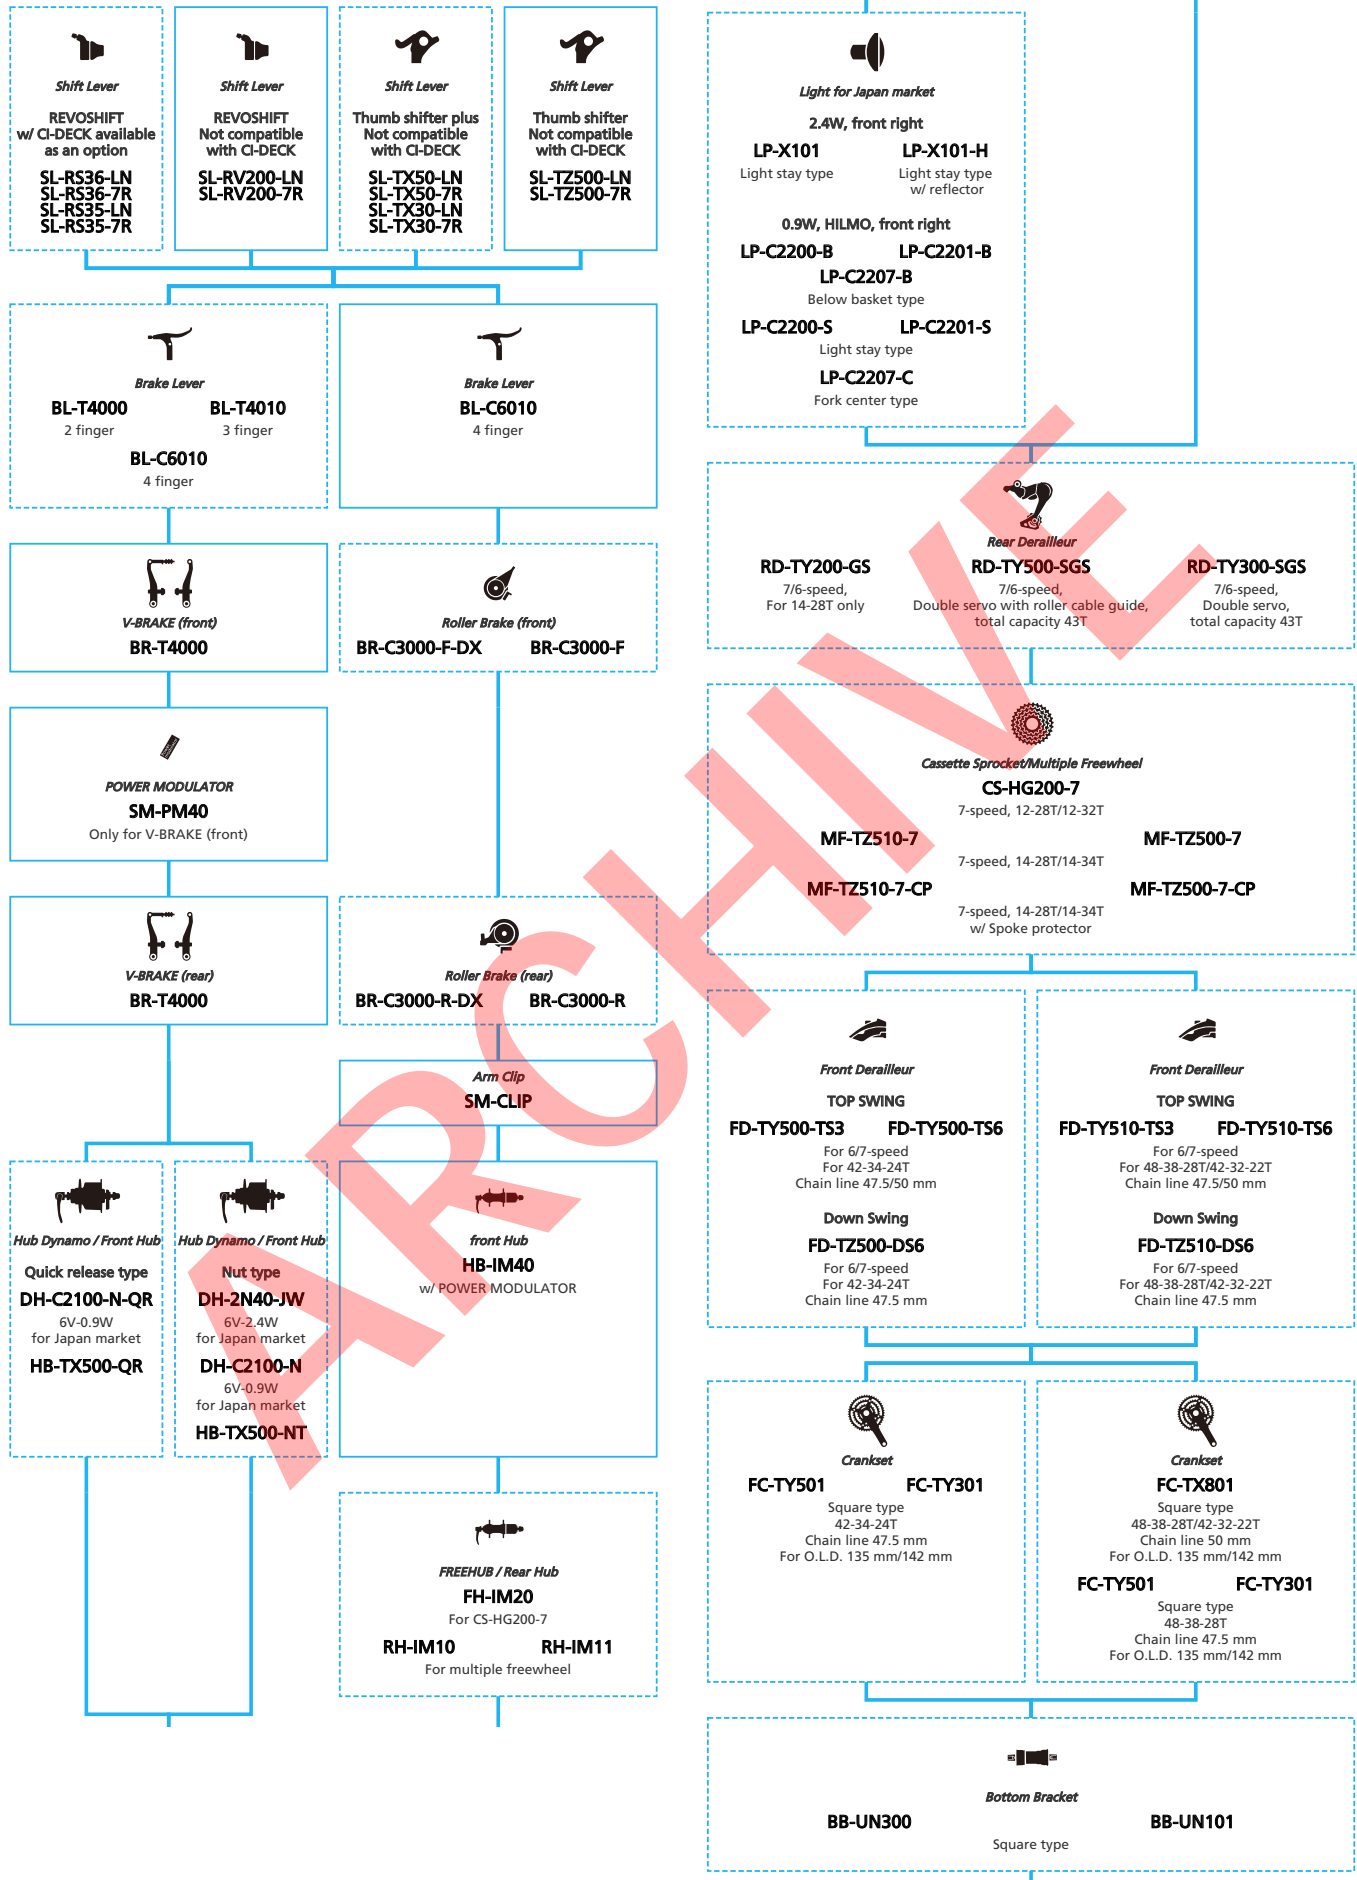 Shift Lever
REVOSHIFT
w/ CI-DECK available
as an option
SL-RS36-LN
SL-RS36-7R
SL-RS35-LN
SL-RS35-7R
Shift Lever
REVOSHIFT
Not compatible
with CI-DECK
SL-RV200-LN
SL-RV200-7R
Shift Lever
Thumb shifter plus
Not compatible
with CI-DECK
SL-TX50-LN
SL-TX50-7R
SL-TX30-LN
SL-TX30-7R
Shift Lever
Thumb shifter
Not compatible
with CI-DECK
SL-TZ500-LN
SL-TZ500-7R
Brake Lever
BL-T4000 BL-T4010
2 finger 3 finger
BL-C6010
4 finger
Brake Lever
BL-C6010
4 finger
V-BRAKE (front)
BR-T4000
Roller Brake (front)
BR-C3000-F-DX BR-C3000-F
POWER MODULATOR
SM-PM40
Only for V-BRAKE (front)
V-BRAKE (rear)
BR-T4000
Roller Brake (rear)
BR-C3000-R-DX BR-C3000-R
Arm Clip
SM-CLIP
Hub Dynamo / Front Hub
Quick release type
DH-C2100-N-QR
6V-0.9W
for Japan market
HB-TX500-QR
Hub Dynamo / Front Hub
Nut type
DH-2N40-JW
6V-2.4W
for Japan market
DH-C2100-N
6V-0.9W
for Japan market
HB-TX500-NT
front Hub
HB-IM40
w/ POWER MODULATOR
FREEHUB / Rear Hub
FH-IM20
For CS-HG200-7
RH-IM10 RH-IM11
For multiple freewheel
Light for Japan market
2.4W, front right
LP-X101 LP-X101-H
Light stay type Light stay type
w/ reflector
0.9W, HILMO, front right
LP-C2200-B LP-C2201-B
LP-C2207-B
Below basket type
LP-C2200-S LP-C2201-S
Light stay type
LP-C2207-C
Fork center type
Rear Derailleur
RD-TY200-GS RD-TY500-SGS RD-TY300-SGS
7/6-speed, 7/6-speed, 7/6-speed,
For 14-28T only Double servo with roller cable guide, Double servo,
total capacity 43T total capacity 43T
Cassette Sprocket/Multiple Freewheel
CS-HG200-7
7-speed, 12-28T/12-32T
MF-TZ510-7 MF-TZ500-7
7-speed, 14-28T/14-34T
MF-TZ510-7-CP MF-TZ500-7-CP
7-speed, 14-28T/14-34T
w/ Spoke protector
Front Derailleur
TOP SWING
FD-TY500-TS3 FD-TY500-TS6
For 6/7-speed
For 42-34-24T
Chain line 47.5/50 mm
Down Swing
FD-TZ500-DS6
For 6/7-speed
For 42-34-24T
Chain line 47.5 mm
Front Derailleur
TOP SWING
FD-TY510-TS3 FD-TY510-TS6
For 6/7-speed
For 48-38-28T/42-32-22T
Chain line 47.5/50 mm
Down Swing
FD-TZ510-DS6
For 6/7-speed
For 48-38-28T/42-32-22T
Chain line 47.5 mm
Crankset
FC-TY501 FC-TY301
Square type
42-34-24T
Chain line 47.5 mm
For O.L.D. 135 mm/142 mm
Crankset
FC-TX801
Square type
48-38-28T/42-32-22T
Chain line 50 mm
For O.L.D. 135 mm/142 mm
FC-TY501 FC-TY301
Square type
48-38-28T
Chain line 47.5 mm
For O.L.D. 135 mm/142 mm
Bottom Bracket
BB-UN300 BB-UN101
Square type
ARCHIVE